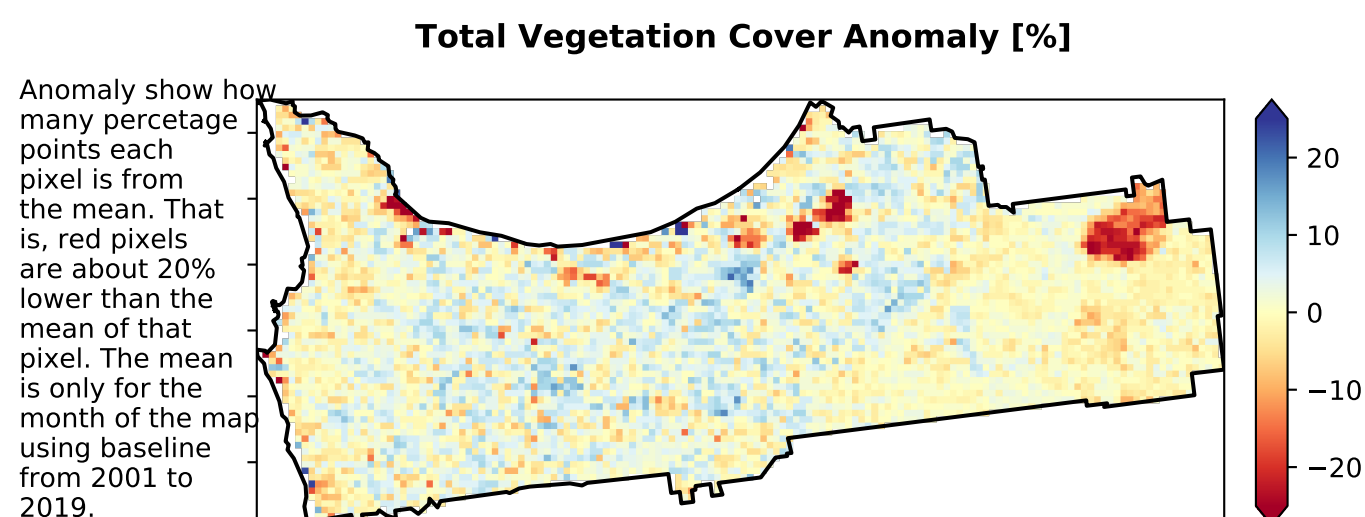 Total Vegetation Cover Anomaly [%]
Anomaly show how
many percetage
points each
pixel is from
the mean. That
is, red pixels
are about 20%
lower than the
mean of that
pixel. The mean
is only for the
month of the map
using baseline
from 2001 to
2019.
20
10
0
−10
−20